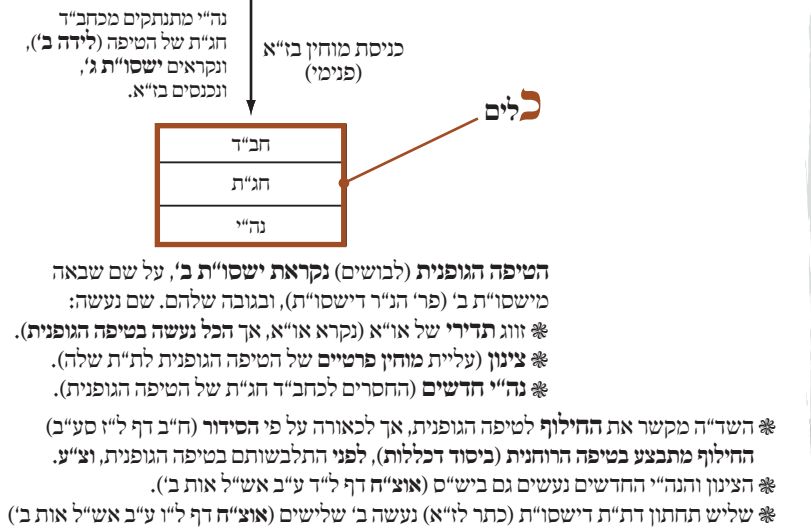 נה״י מתנתקים מכחב״ד
חג״ת של הטיפה (לידה ב׳),
ונקראים ישסו״ת ג׳,
ונכנסים בז״א.
כניסת מוחין בז״א
(פנימי)
כלים
חב״ד
חג״ת
נה״י
הטיפה הגופנית (לבושים) נקראת ישסו״ת ב׳, על שם שבאה
מישסו״ת ב׳ (פר׳ הנ״ר דישסו״ת), ובגובה שלהם. שם נעשה:
❃ זווג תדירי של או״א (נקרא או״א, אך הכל נעשה בטיפה הגופנית).
❃ צינון (עליית מוחין פרטיים של הטיפה הגופנית לת״ת שלה).
❃ נה״י חדשים (החסרים לכחב״ד חג״ת של הטיפה הגופנית).
❃ השד״ה מקשר את החילוף לטיפה הגופנית, אך לכאורה על פי הסידור (ח״ב דף ל״ז סע״ב)
החילוף מתבצע בטיפה הרוחנית (ביסוד דכללות), לפני התלבשותם בטיפה הגופנית, וצ״ע.
❃ הצינון והנה״י החדשים נעשים גם ביש״ס (אוצ״ח דף ל״ד ע״ב אש״ל אות ב׳).
❃ שליש תחתון דת״ת דישסו״ת (כתר לז״א) נעשה ב׳ שלישים (אוצ״ח דף ל״ו ע״ב אש״ל אות ב׳)